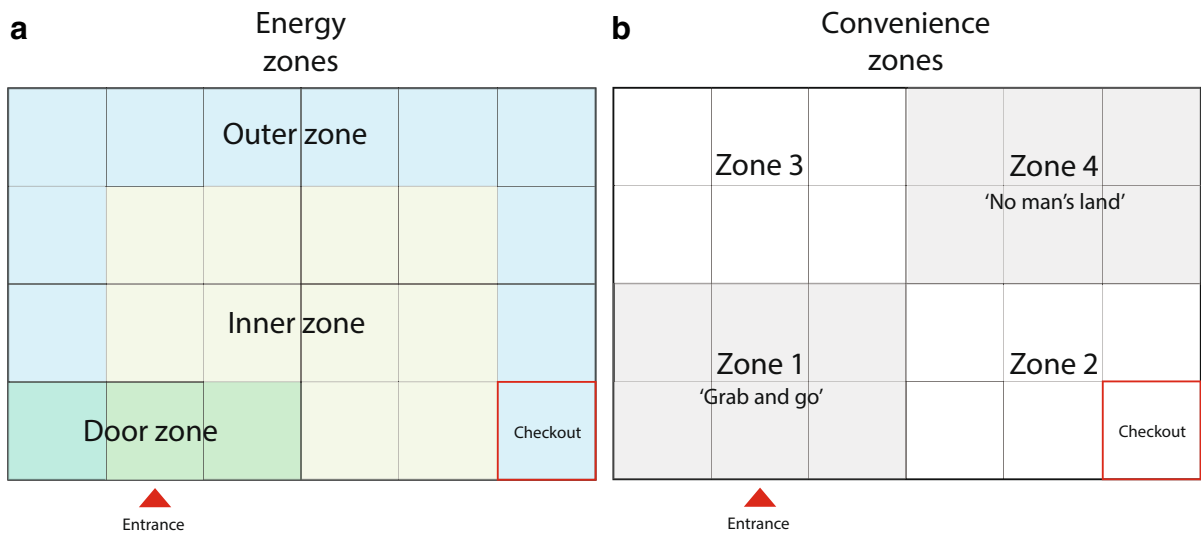 a
Energy
zones
Outer zone
Inner zone
Door zone
Checkout
Entrance
b
Convenience
zones
Zone 3
Zone 4
‘No man’s land’
Zone 1
‘Grab and go’
Zone 2
Checkout
Entrance